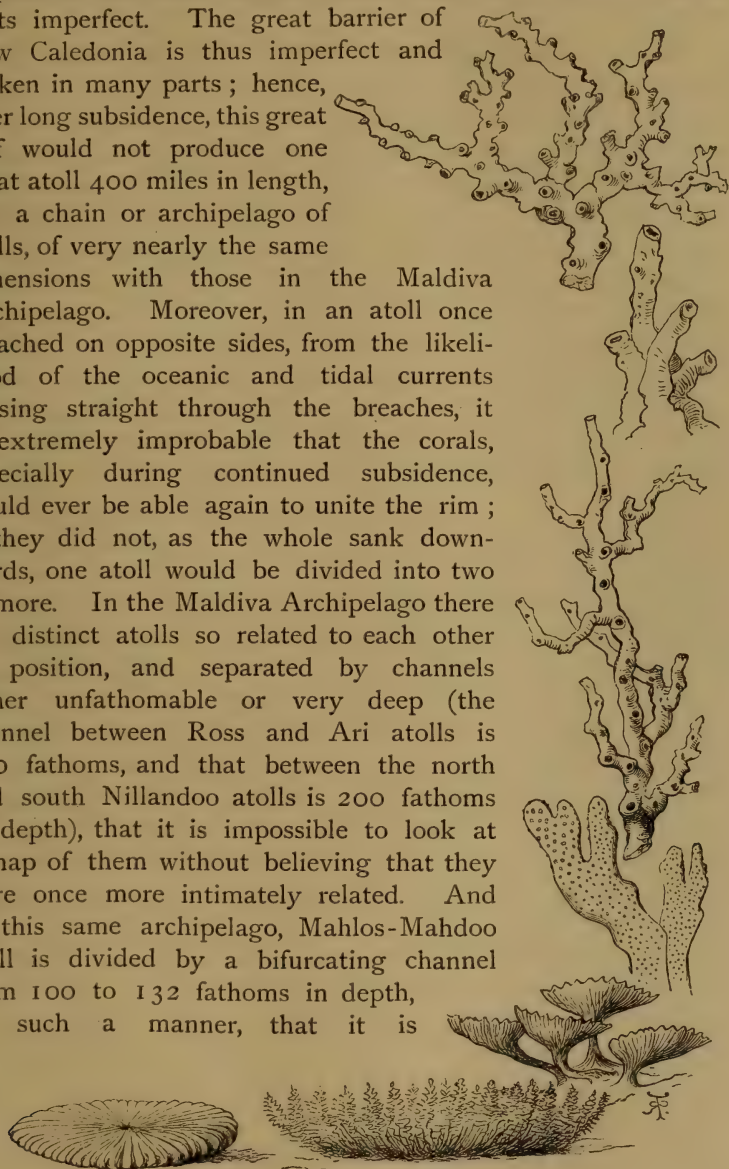 ts imperfect. The great barrier of
w Caledonia is thus imperfect and
ken in many parts ; hence,
r long subsidence, this great
f would not produce one
at atoll 400 miles in length,
a chain or archipelago of
lls, of very nearly the same
ensions with those in the Maldiva
chipelago. Moreover, in an atoll once
ached on opposite sides, from the likeli-
d of the oceanic and tidal currents
sing straight through the breaches, it
extremely improbable that the corals,
ecially during continued subsidence,
uld ever be able again to unite the rim ;
they did not, as the whole sank down-
rds, one atoll would be divided into two
more. In the Maldiva Archipelago there
distinct atolls so related to each other
position, and separated by channels
her unfathomable or very deep (the
nnel between Ross and Ari atolls is
o fathoms, and that between the north
l south Nillandoo atolls is 200 fathoms
depth), that it is impossible to look at
map of them without believing that they
re once more intimately related. And
this same archipelago, Mahlos-Mahdoo
ll is divided by a bifurcating channel
m 100 to 132 fathoms in depth,
such a manner, that it is